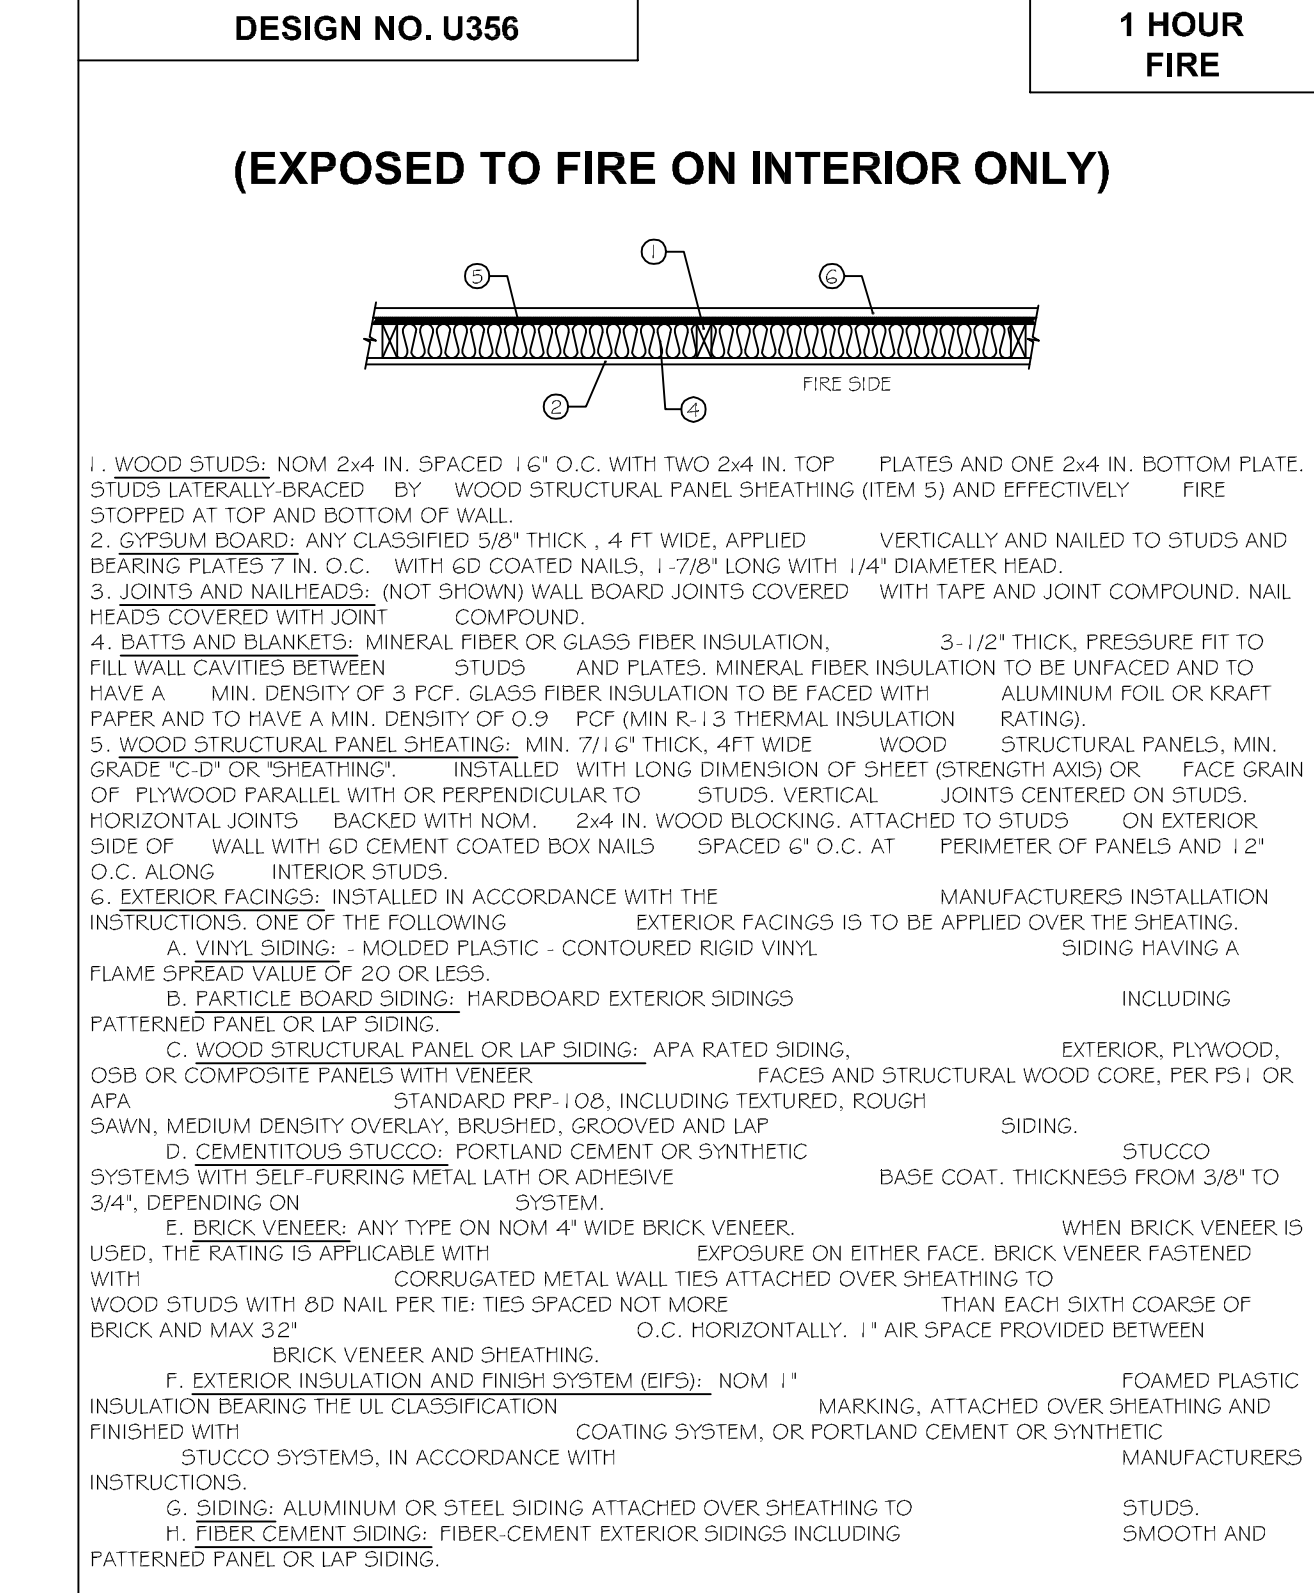 DESIGN NO. U356
1 HOUR
FIRE
(EXPOSED TO FIRE ON INTERIOR ONLY)
1
5
6
FIRE SIDE
2
4
1. WOOD STUDS: NOM 2x4 IN. SPACED 16" O.C. WITH TWO 2x4 IN. TOP PLATES AND ONE 2x4 IN. BOTTOM PLATE.
STUDS LATERALLY-BRACED BY WOOD STRUCTURAL PANEL SHEATHING (ITEM 5) AND EFFECTIVELY FIRE
STOPPED AT TOP AND BOTTOM OF WALL.
2. GYPSUM BOARD: ANY CLASSIFIED 5/8" THICK , 4 FT WIDE, APPLIED VERTICALLY AND NAILED TO STUDS AND
BEARING PLATES 7 IN. O.C. WITH 6D COATED NAILS, 1-7/8" LONG WITH 1/4" DIAMETER HEAD.
3. JOINTS AND NAILHEADS: (NOT SHOWN) WALL BOARD JOINTS COVERED WITH TAPE AND JOINT COMPOUND. NAIL
HEADS COVERED WITH JOINT COMPOUND.
4. BATTS AND BLANKETS: MINERAL FIBER OR GLASS FIBER INSULATION, 3-1/2" THICK, PRESSURE FIT TO
FILL WALL CAVITIES BETWEEN STUDS AND PLATES. MINERAL FIBER INSULATION TO BE UNFACED AND TO
HAVE A MIN. DENSITY OF 3 PCF. GLASS FIBER INSULATION TO BE FACED WITH ALUMINUM FOIL OR KRAFT
PAPER AND TO HAVE A MIN. DENSITY OF 0.9 PCF (MIN R-13 THERMAL INSULATION RATING).
5. WOOD STRUCTURAL PANEL SHEATING: MIN. 7/16" THICK, 4FT WIDE WOOD STRUCTURAL PANELS, MIN.
GRADE "C-D" OR "SHEATHING". INSTALLED WITH LONG DIMENSION OF SHEET (STRENGTH AXIS) OR FACE GRAIN
OF PLYWOOD PARALLEL WITH OR PERPENDICULAR TO STUDS. VERTICAL JOINTS CENTERED ON STUDS.
HORIZONTAL JOINTS BACKED WITH NOM. 2x4 IN. WOOD BLOCKING. ATTACHED TO STUDS ON EXTERIOR
SIDE OF WALL WITH 6D CEMENT COATED BOX NAILS SPACED 6" O.C. AT PERIMETER OF PANELS AND 12"
O.C. ALONG INTERIOR STUDS.
6. EXTERIOR FACINGS: INSTALLED IN ACCORDANCE WITH THE MANUFACTURERS INSTALLATION
INSTRUCTIONS. ONE OF THE FOLLOWING EXTERIOR FACINGS IS TO BE APPLIED OVER THE SHEATING.
A. VINYL SIDING: - MOLDED PLASTIC - CONTOURED RIGID VINYL SIDING HAVING A
FLAME SPREAD VALUE OF 20 OR LESS.
B. PARTICLE BOARD SIDING: HARDBOARD EXTERIOR SIDINGS INCLUDING
PATTERNED PANEL OR LAP SIDING.
C. WOOD STRUCTURAL PANEL OR LAP SIDING: APA RATED SIDING, EXTERIOR, PLYWOOD,
OSB OR COMPOSITE PANELS WITH VENEER FACES AND STRUCTURAL WOOD CORE, PER PS1 OR
APA STANDARD PRP-108, INCLUDING TEXTURED, ROUGH
SAWN, MEDIUM DENSITY OVERLAY, BRUSHED, GROOVED AND LAP SIDING.
D. CEMENTITOUS STUCCO: PORTLAND CEMENT OR SYNTHETIC STUCCO
SYSTEMS WITH SELF-FURRING METAL LATH OR ADHESIVE BASE COAT. THICKNESS FROM 3/8" TO
3/4", DEPENDING ON SYSTEM.
E. BRICK VENEER: ANY TYPE ON NOM 4" WIDE BRICK VENEER. WHEN BRICK VENEER IS
USED, THE RATING IS APPLICABLE WITH EXPOSURE ON EITHER FACE. BRICK VENEER FASTENED
WITH CORRUGATED METAL WALL TIES ATTACHED OVER SHEATHING TO
WOOD STUDS WITH 8D NAIL PER TIE: TIES SPACED NOT MORE THAN EACH SIXTH COARSE OF
BRICK AND MAX 32" O.C. HORIZONTALLY. 1" AIR SPACE PROVIDED BETWEEN
BRICK VENEER AND SHEATHING.
F. EXTERIOR INSULATION AND FINISH SYSTEM (EIFS): NOM 1" FOAMED PLASTIC
INSULATION BEARING THE UL CLASSIFICATION MARKING, ATTACHED OVER SHEATHING AND
FINISHED WITH COATING SYSTEM, OR PORTLAND CEMENT OR SYNTHETIC
STUCCO SYSTEMS, IN ACCORDANCE WITH MANUFACTURERS
INSTRUCTIONS.
G. SIDING: ALUMINUM OR STEEL SIDING ATTACHED OVER SHEATHING TO STUDS.
H. FIBER CEMENT SIDING: FIBER-CEMENT EXTERIOR SIDINGS INCLUDING SMOOTH AND
PATTERNED PANEL OR LAP SIDING.